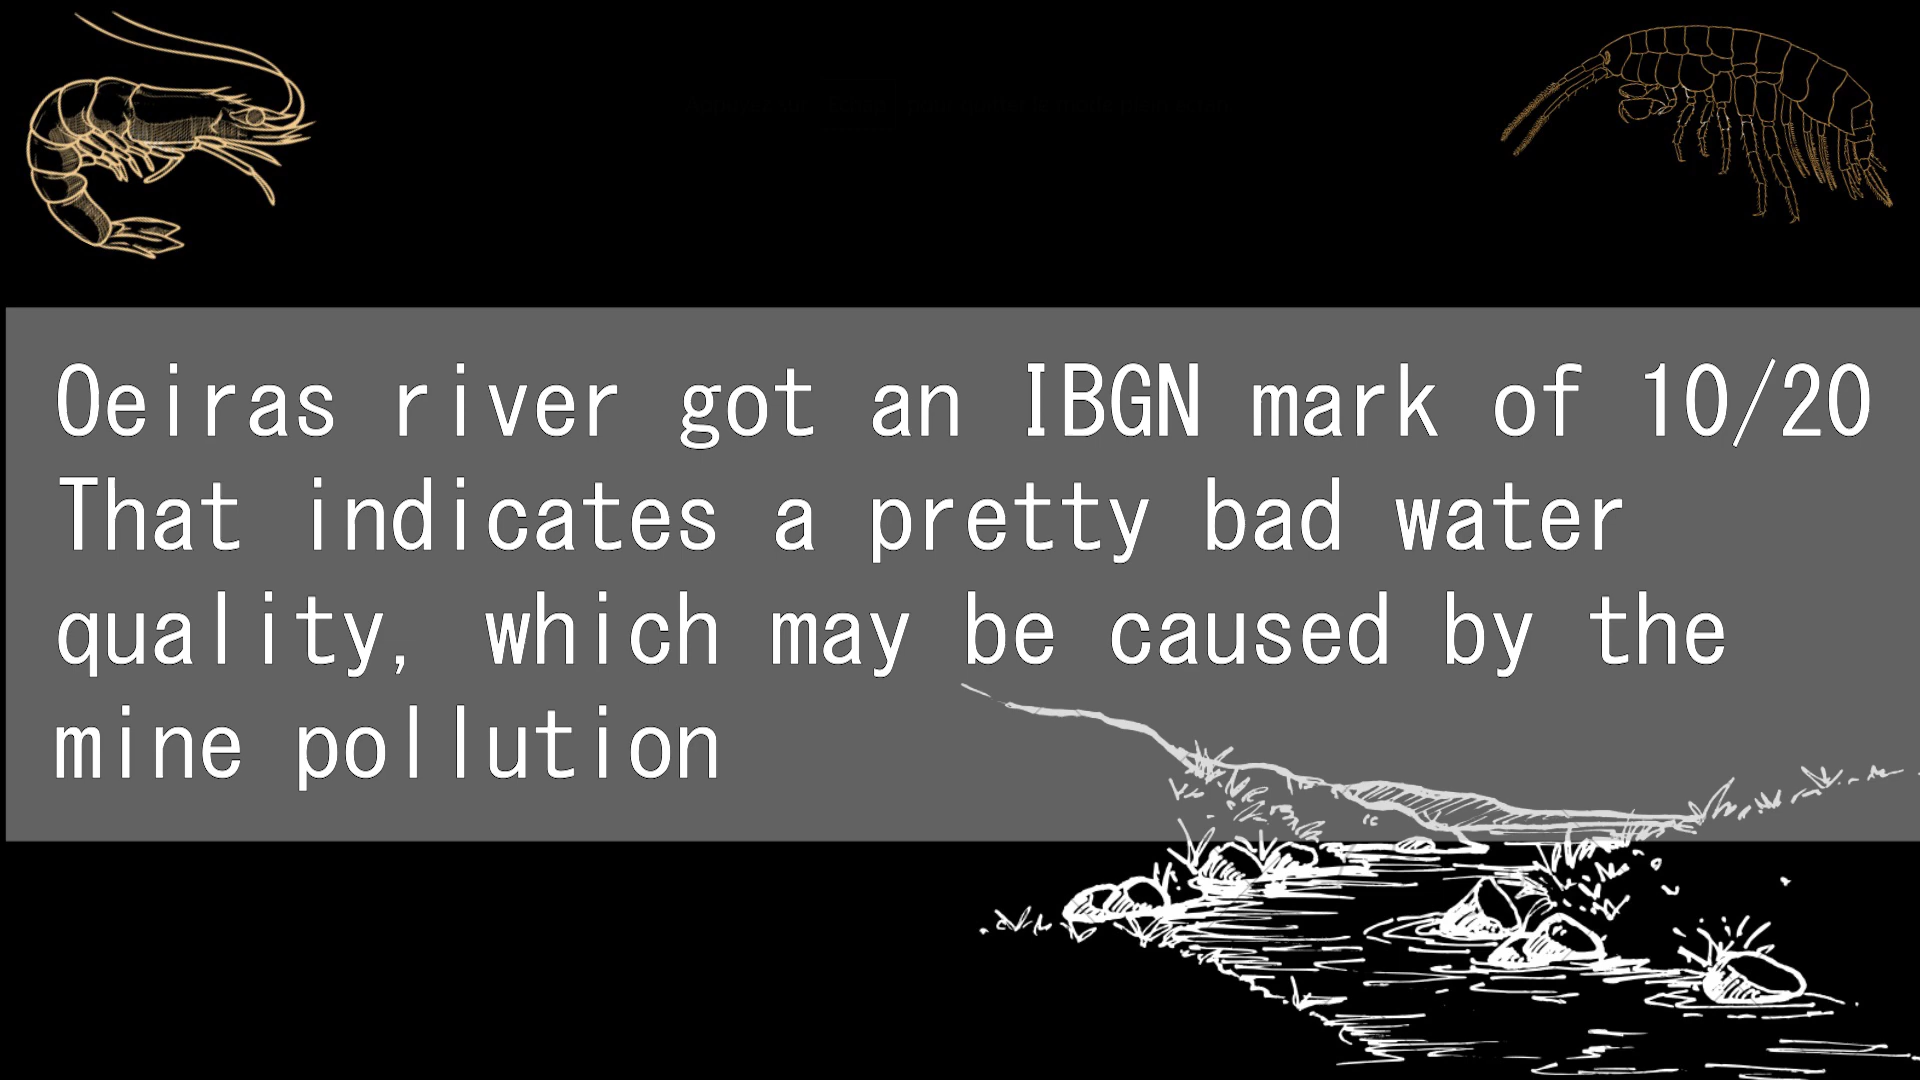 Oeiras river got an IBGN mark of 10/20
That indicates a pretty bad water
quality, which may be caused by the
mine pollution